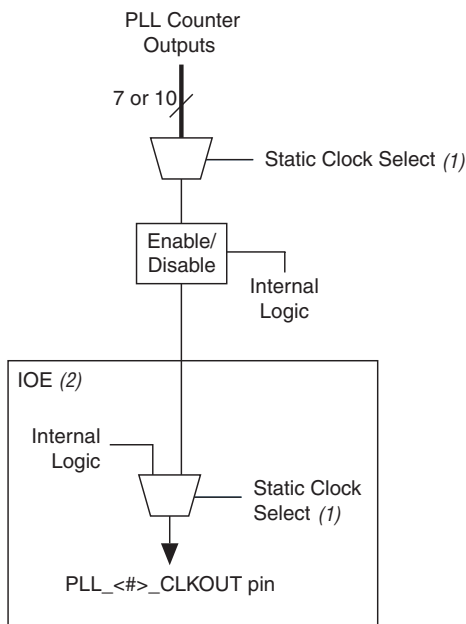 PLL Counter
Outputs
7 or 10
Static Clock Select (1)
Enable/
Disable
Internal
Logic
IOE (2)
Internal
Logic
Static Clock
Select (1)
PLL_<#>_CLKOUT pin